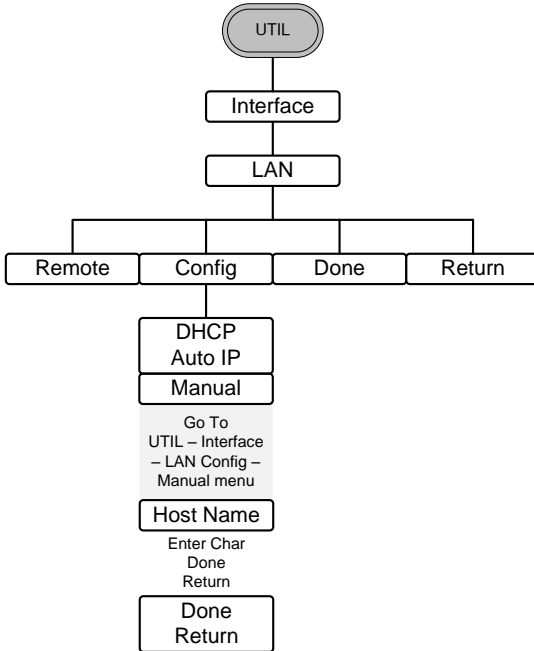 UTIL
Interface
LAN
Remote
Config
Done
Return
DHCP
Auto IP
Manual
Go To
UTIL – Interface
– LAN Config –
Manual menu
Host Name
Enter Char
Done
Return
Done
Return